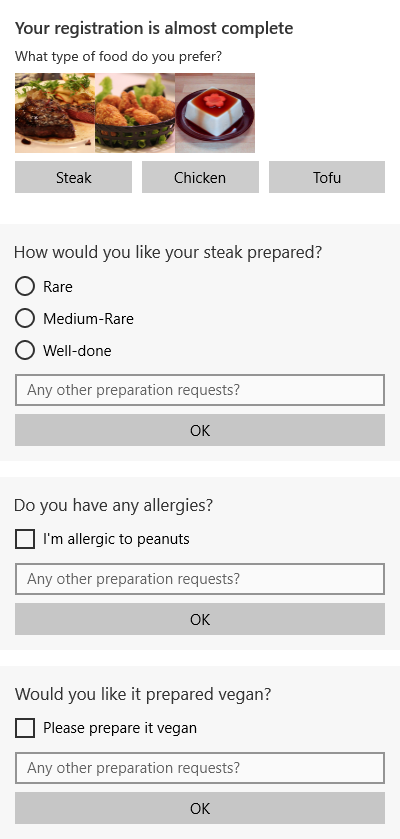 Your registration is almost complete
What type of food do you prefer?
Steak
Chicken
Tofu
How would you like your steak prepared?
Rare
Medium-Rare
Well-done
Any other preparation requests?
OK
Do you have any allergies?
I'm allergic to peanuts
Any other preparation requests?
OK
Would you like it prepared vegan?
Please prepare it vegan
Any other preparation requests?
OK